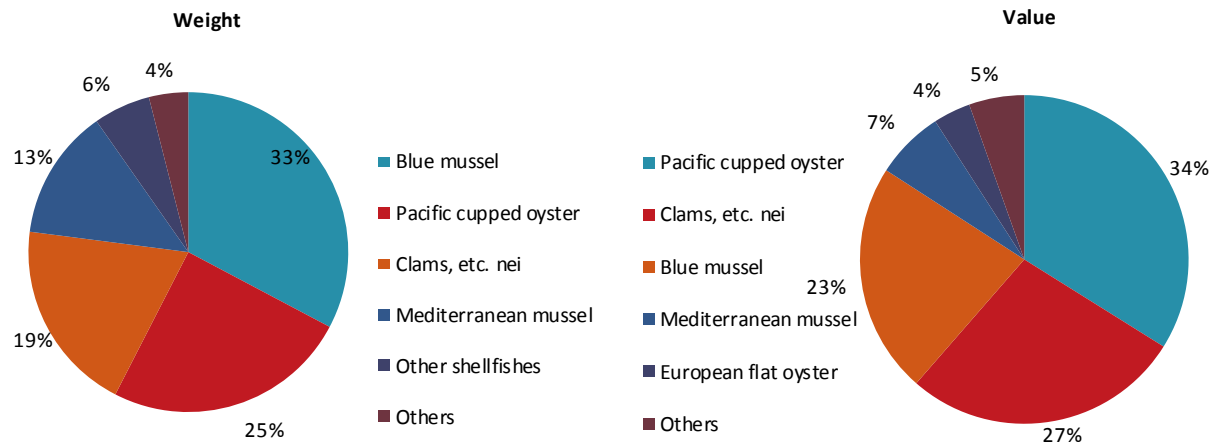 Weight
4%
6%
13%
33%
19%
25%
Blue mussel
Pacific cupped oyster
Clams, etc. nei
Mediterranean mussel
Other shellfishes
Others
Value
5%
4%
7%
34%
23%
27%
Pacific cupped oyster
Clams, etc. nei
Blue mussel
Mediterranean mussel
European flat oyster
Others